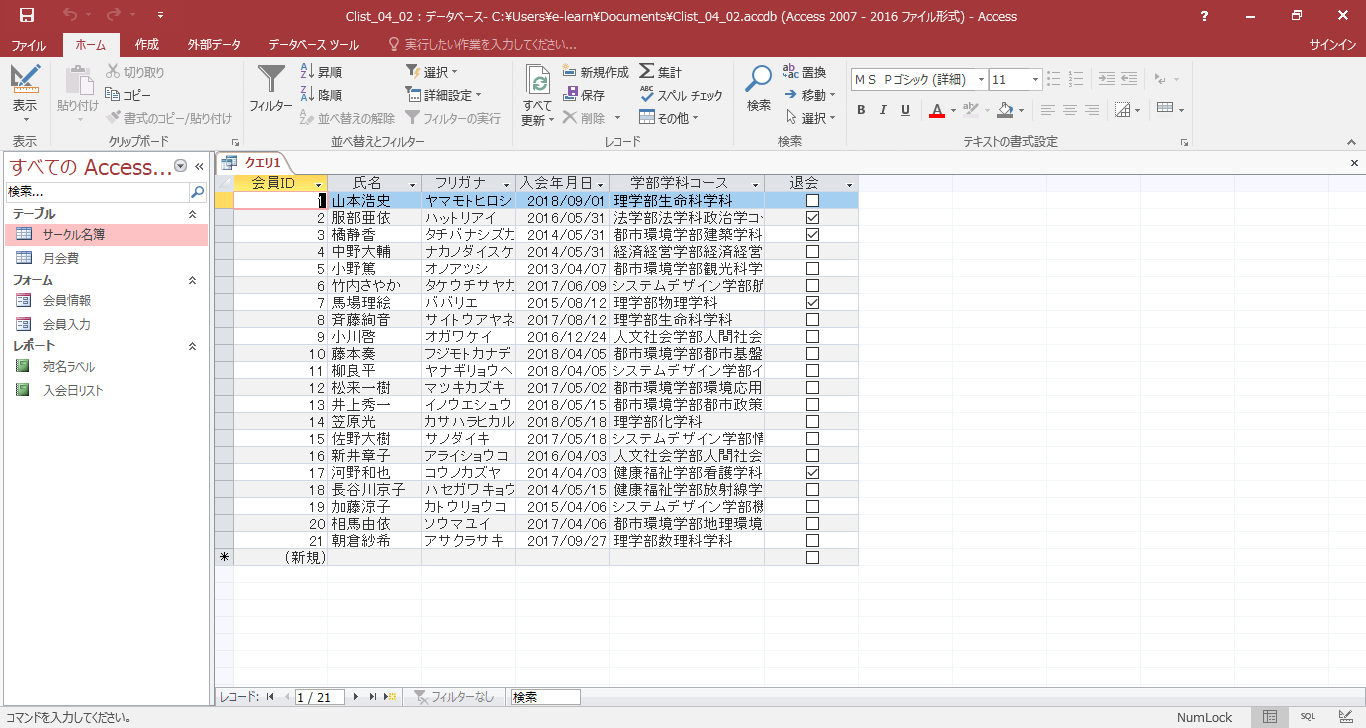 Clist_04_02 : データベース- C:¥Users¥e-learn¥Documents¥Clist_04_02.accdb (Access 2007 - 2016 ファイル形式) - Access
?
ファイル ホーム 作成 外部データ データベース ツール 実行したい作業を入力してください... サインイン
表示
表示
貼り付け
切り取り
コピー
書式のコピー/貼り付け
クリップボード
フィルター
昇順
降順
並べ替えの解除
選択
詳細設定
フィルターの実行
並べ替えとフィルター
すべて
更新
新規作成
保存
削除
集計
スペル チェック
その他
レコード
検索
置換
移動
選択
検索
ＭＳ Ｐゴシック (詳細) 11
B I U A
テキストの書式設定
すべての Access... «
検索...
テーブル
サークル名簿
月会費
フォーム
会員情報
会員入力
レポート
宛名ラベル
入会日リスト
クエリ1
会員ID 氏名 フリガナ 入会年月日 学部学科コース 退会
1 山本浩史 ヤマモトヒロシ 2018/09/01 理学部生命科学科
2 服部亜依 ハットリアイ 2016/05/31 法学部法学科政治学コ
3 橘静香 タチバナシズカ 2014/05/31 都市環境学部建築学科
4 中野大輔 ナカノダイスケ 2014/05/31 経済経営学部経済経営
5 小野篤 オノアツシ 2013/04/07 都市環境学部観光科学
6 竹内さやか タケウチサヤカ 2017/06/09 システムデザイン学部航
7 馬場理絵 ババリエ 2015/08/12 理学部物理学科
8 斉藤絢音 サイトウアヤネ 2017/08/12 理学部生命科学科
9 小川啓 オガワケイ 2016/12/24 人文社会学部人間社会
10 藤本奏 フジモトカナデ 2018/04/05 都市環境学部都市基盤
11 柳良平 ヤナギリョウヘ 2018/04/05 システムデザイン学部イ
12 松来一樹 マツキカズキ 2017/05/02 都市環境学部環境応用
13 井上秀一 イノウエシュウ 2018/05/15 都市環境学部都市政策
14 笠原光 カサハラヒカル 2018/05/18 理学部化学科
15 佐野大樹 サノダイキ 2017/05/18 システムデザイン学部情
16 新井章子 アライショウコ 2016/04/03 人文社会学部人間社会
17 河野和也 コウノカズヤ 2014/04/03 健康福祉学部看護学科
18 長谷川京子 ハセガワキョウ 2014/05/15 健康福祉学部放射線学
19 加藤涼子 カトウリョウコ 2015/04/06 システムデザイン学部機
20 相馬由依 ソウマユイ 2017/04/06 都市環境学部地理環境
21 朝倉紗希 アサクラサキ 2017/09/27 理学部数理科学科
* (新規)
レコード: 1 / 21 フィルターなし 検索
コマンドを入力してください。 NumLock SQL